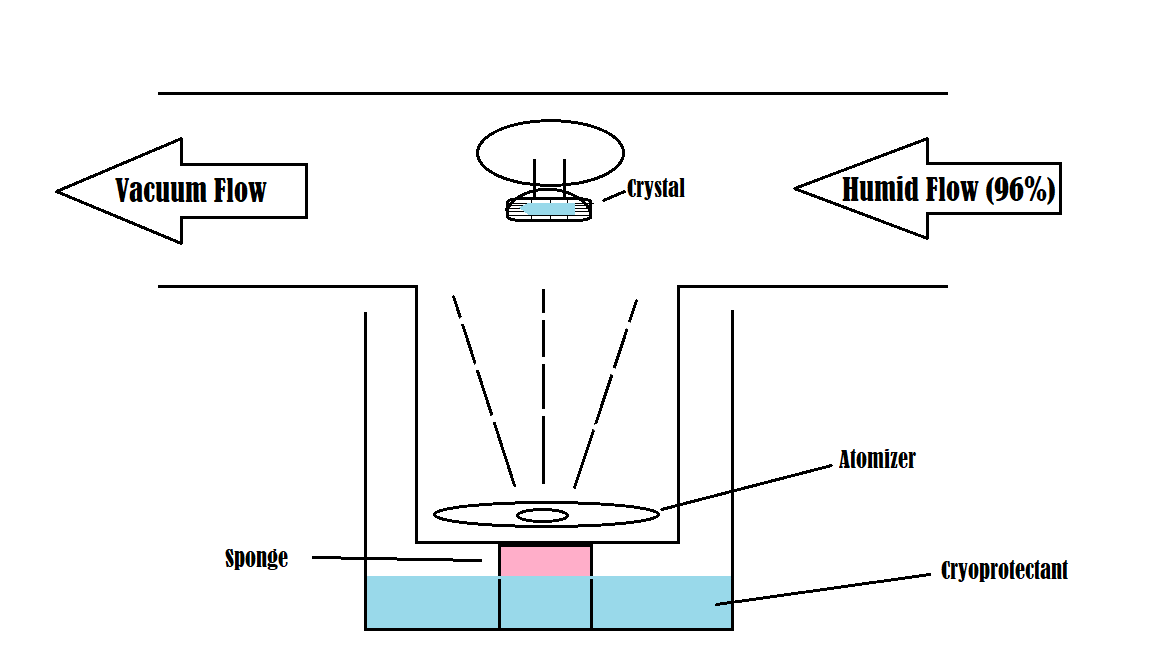 Vacuum Flow
Humid Flow (96%)
Crystal
Atomizer
Sponge
Cryoprotectant